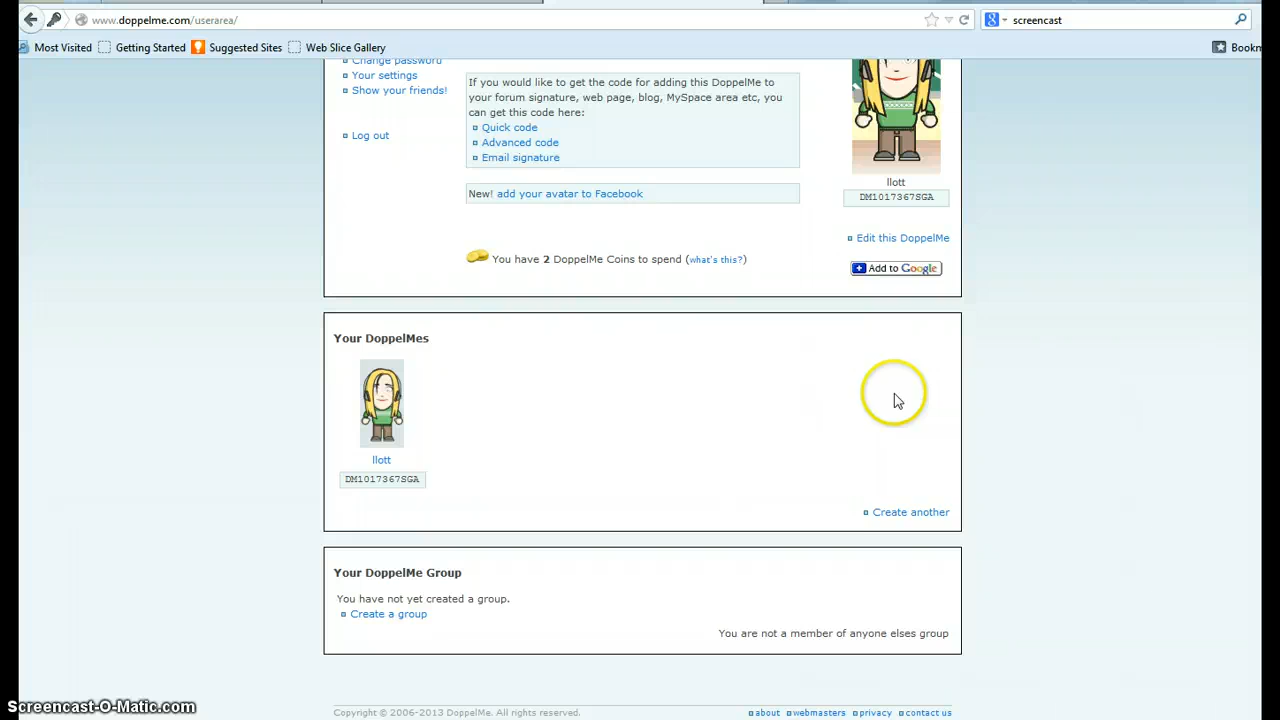 www.doppelme.com/userarea/
screencast
Most Visited
Getting Started
Suggested Sites
Web Slice Gallery
Bookm
Change password
Your settings
Show your friends!
Log out
If you would like to get the code for adding this DoppelMe to
your forum signature, web page, blog, MySpace area etc, you
can get this code here:
Quick code
Advanced code
Email signature
New! add your avatar to Facebook
You have 2 DoppelMe Coins to spend (what's this?)
llott
DM1017367SGA
Edit this DoppelMe
Add to Google
Your DoppelMes
llott
DM1017367SGA
Create another
Your DoppelMe Group
You have not yet created a group.
Create a group
You are not a member of anyone elses group
Copyright © 2006-2013 DoppelMe. All rights reserved.
about webmasters privacy contact us
Screencast-O-Matic.com